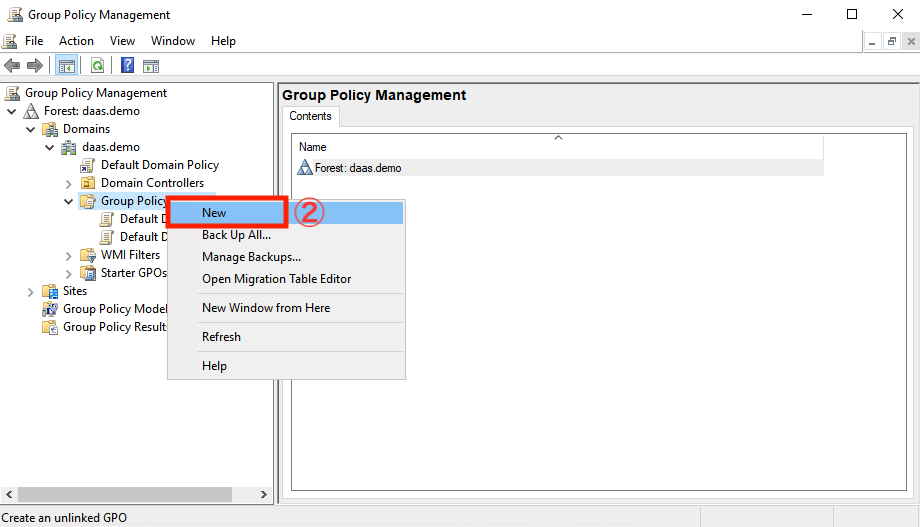 Group Policy Management
File Action View Window Help
Group Policy Management
Forest: daas.demo
Domains
daas.demo
Default Domain Policy
Domain Controllers
Group Policy
Default D
Default D
WMI Filters
Starter GPOs
Sites
Group Policy Model
Group Policy Result
New
②
Back Up All...
Manage Backups...
Open Migration Table Editor
New Window from Here
Refresh
Help
Group Policy Management
Contents
Name
Forest: daas.demo
Create an unlinked GPO